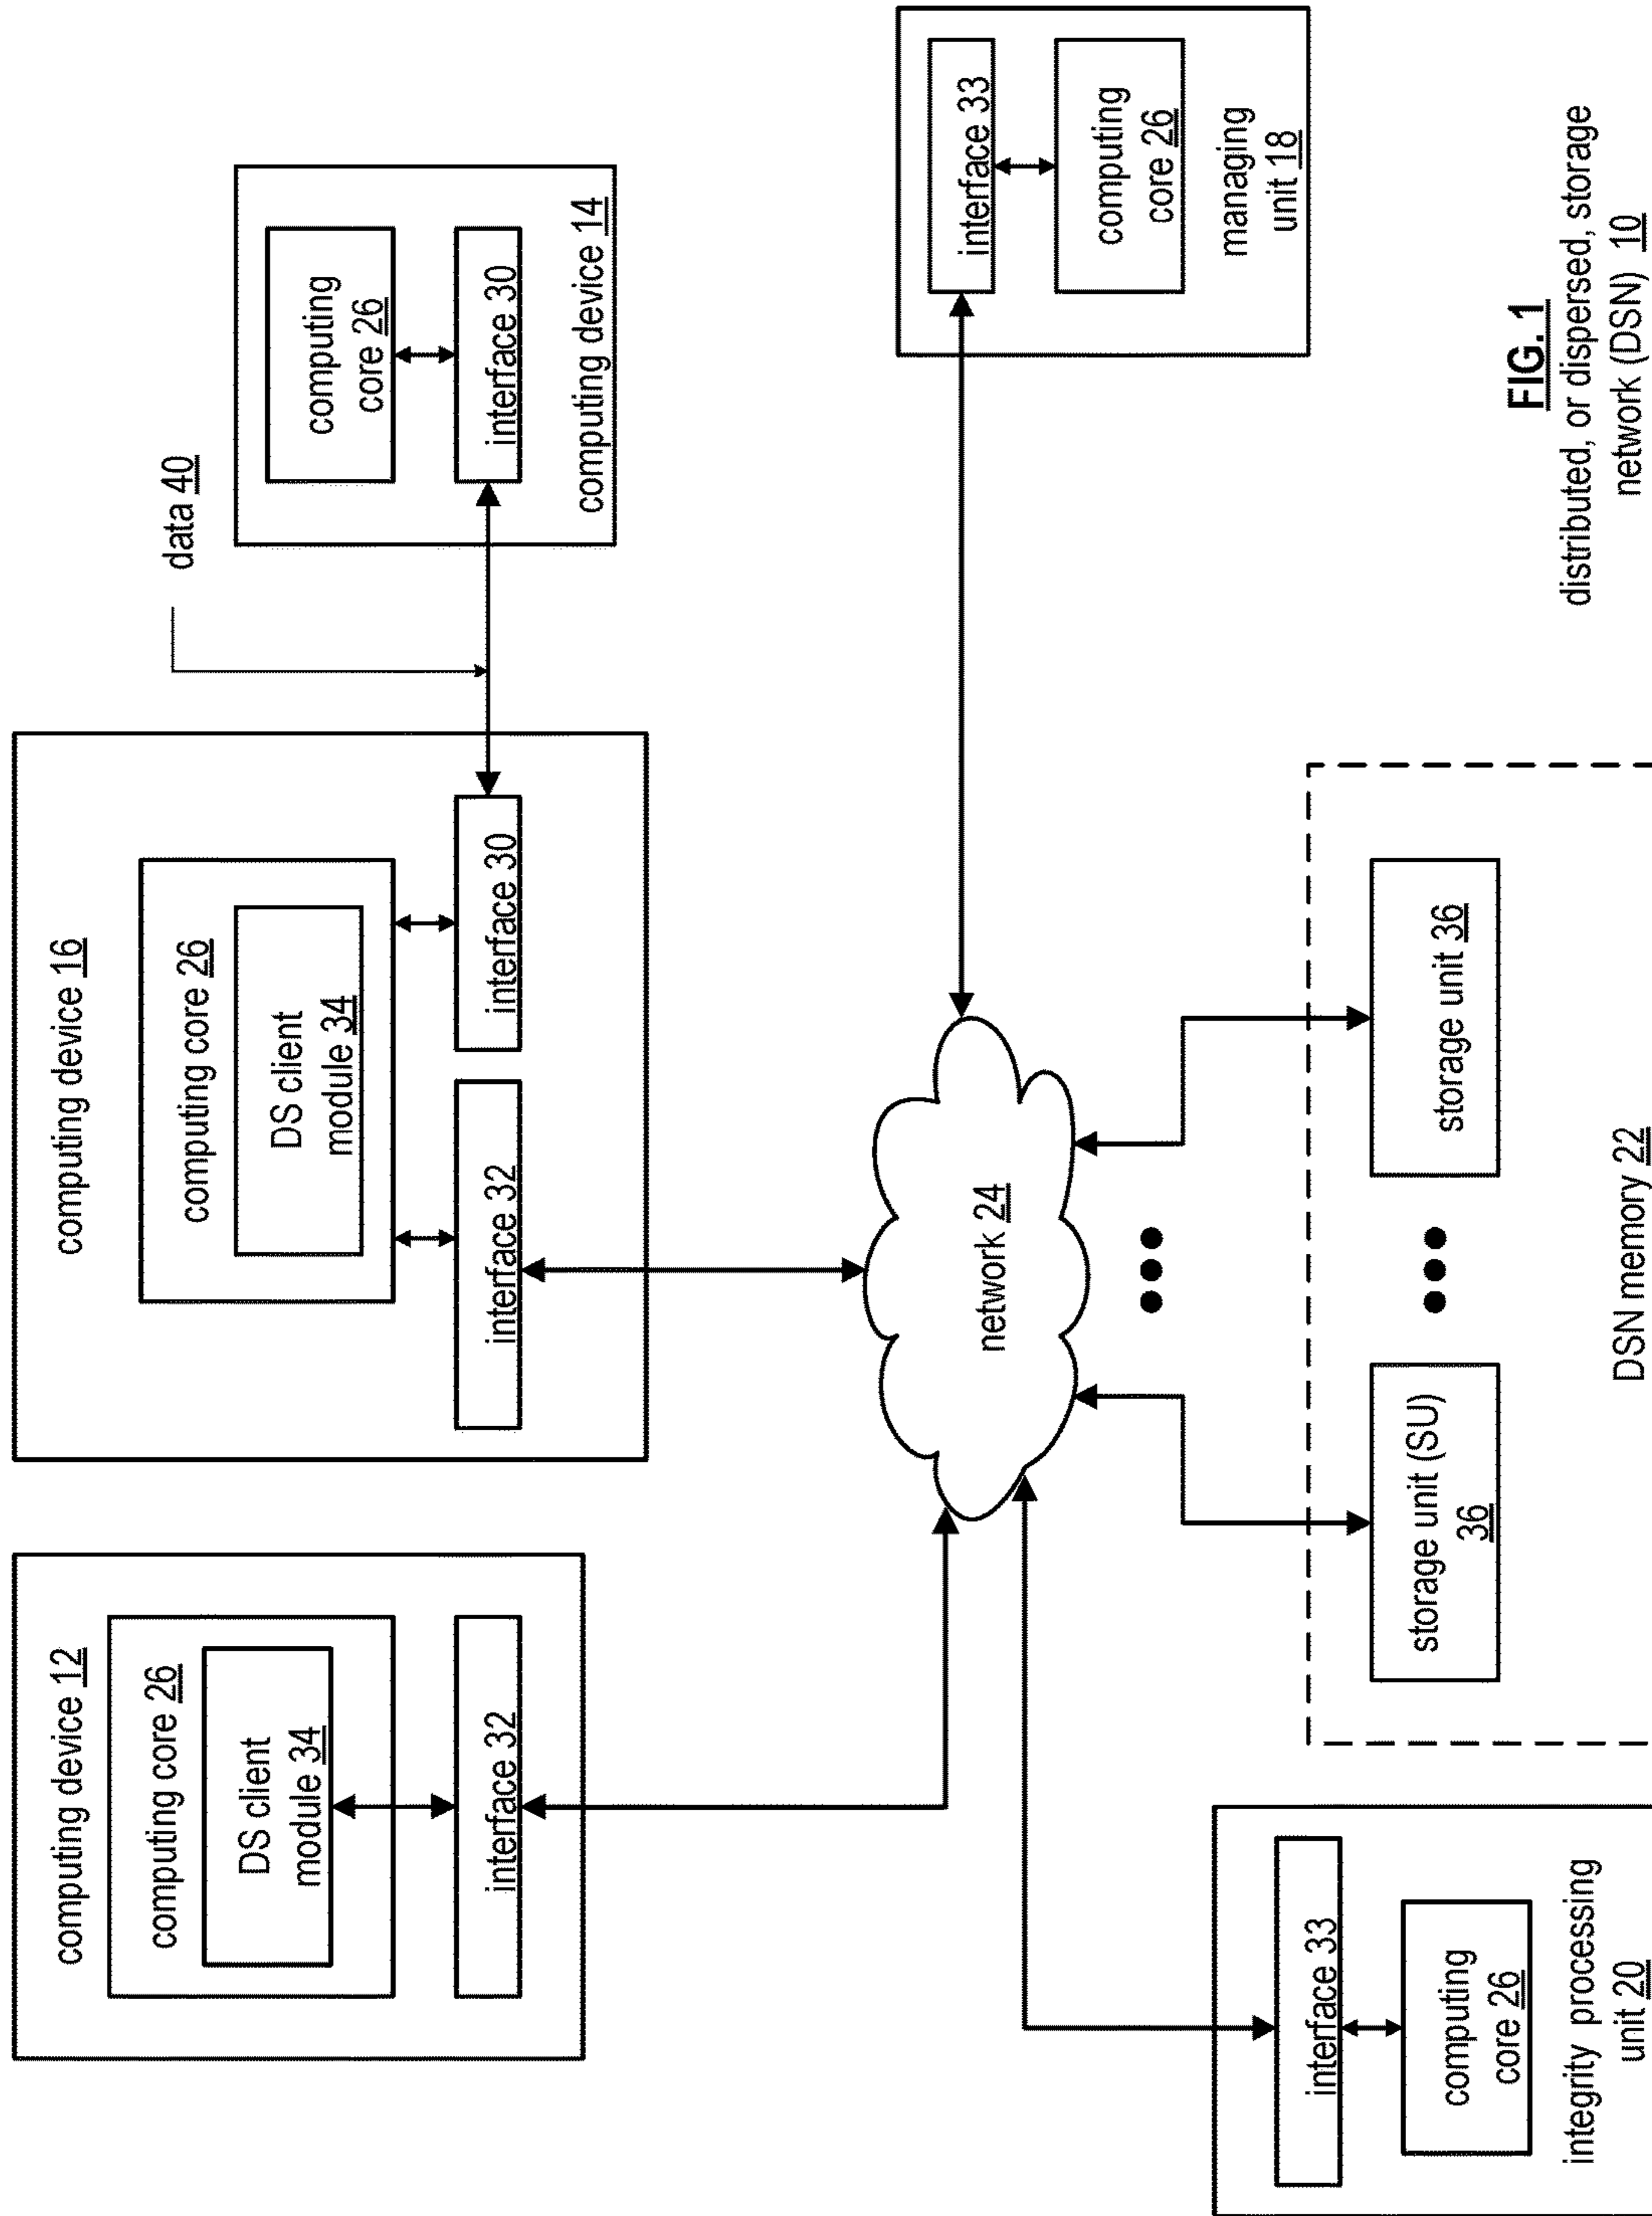 computing device 12
computing core 26
DS client
module 34
interface 32
computing device 16
computing core 26
DS client
module 34
interface 32
interface 30
data 40
computing
core 26
interface 30
computing device 14
network 24
interface 33
computing
core 26
managing
unit 18
interface 33
computing
core 26
integrity processing
unit 20
storage unit (SU)
36
storage unit 36
DSN memory 22
FIG. 1
distributed, or dispersed, storage
network (DSN) 10